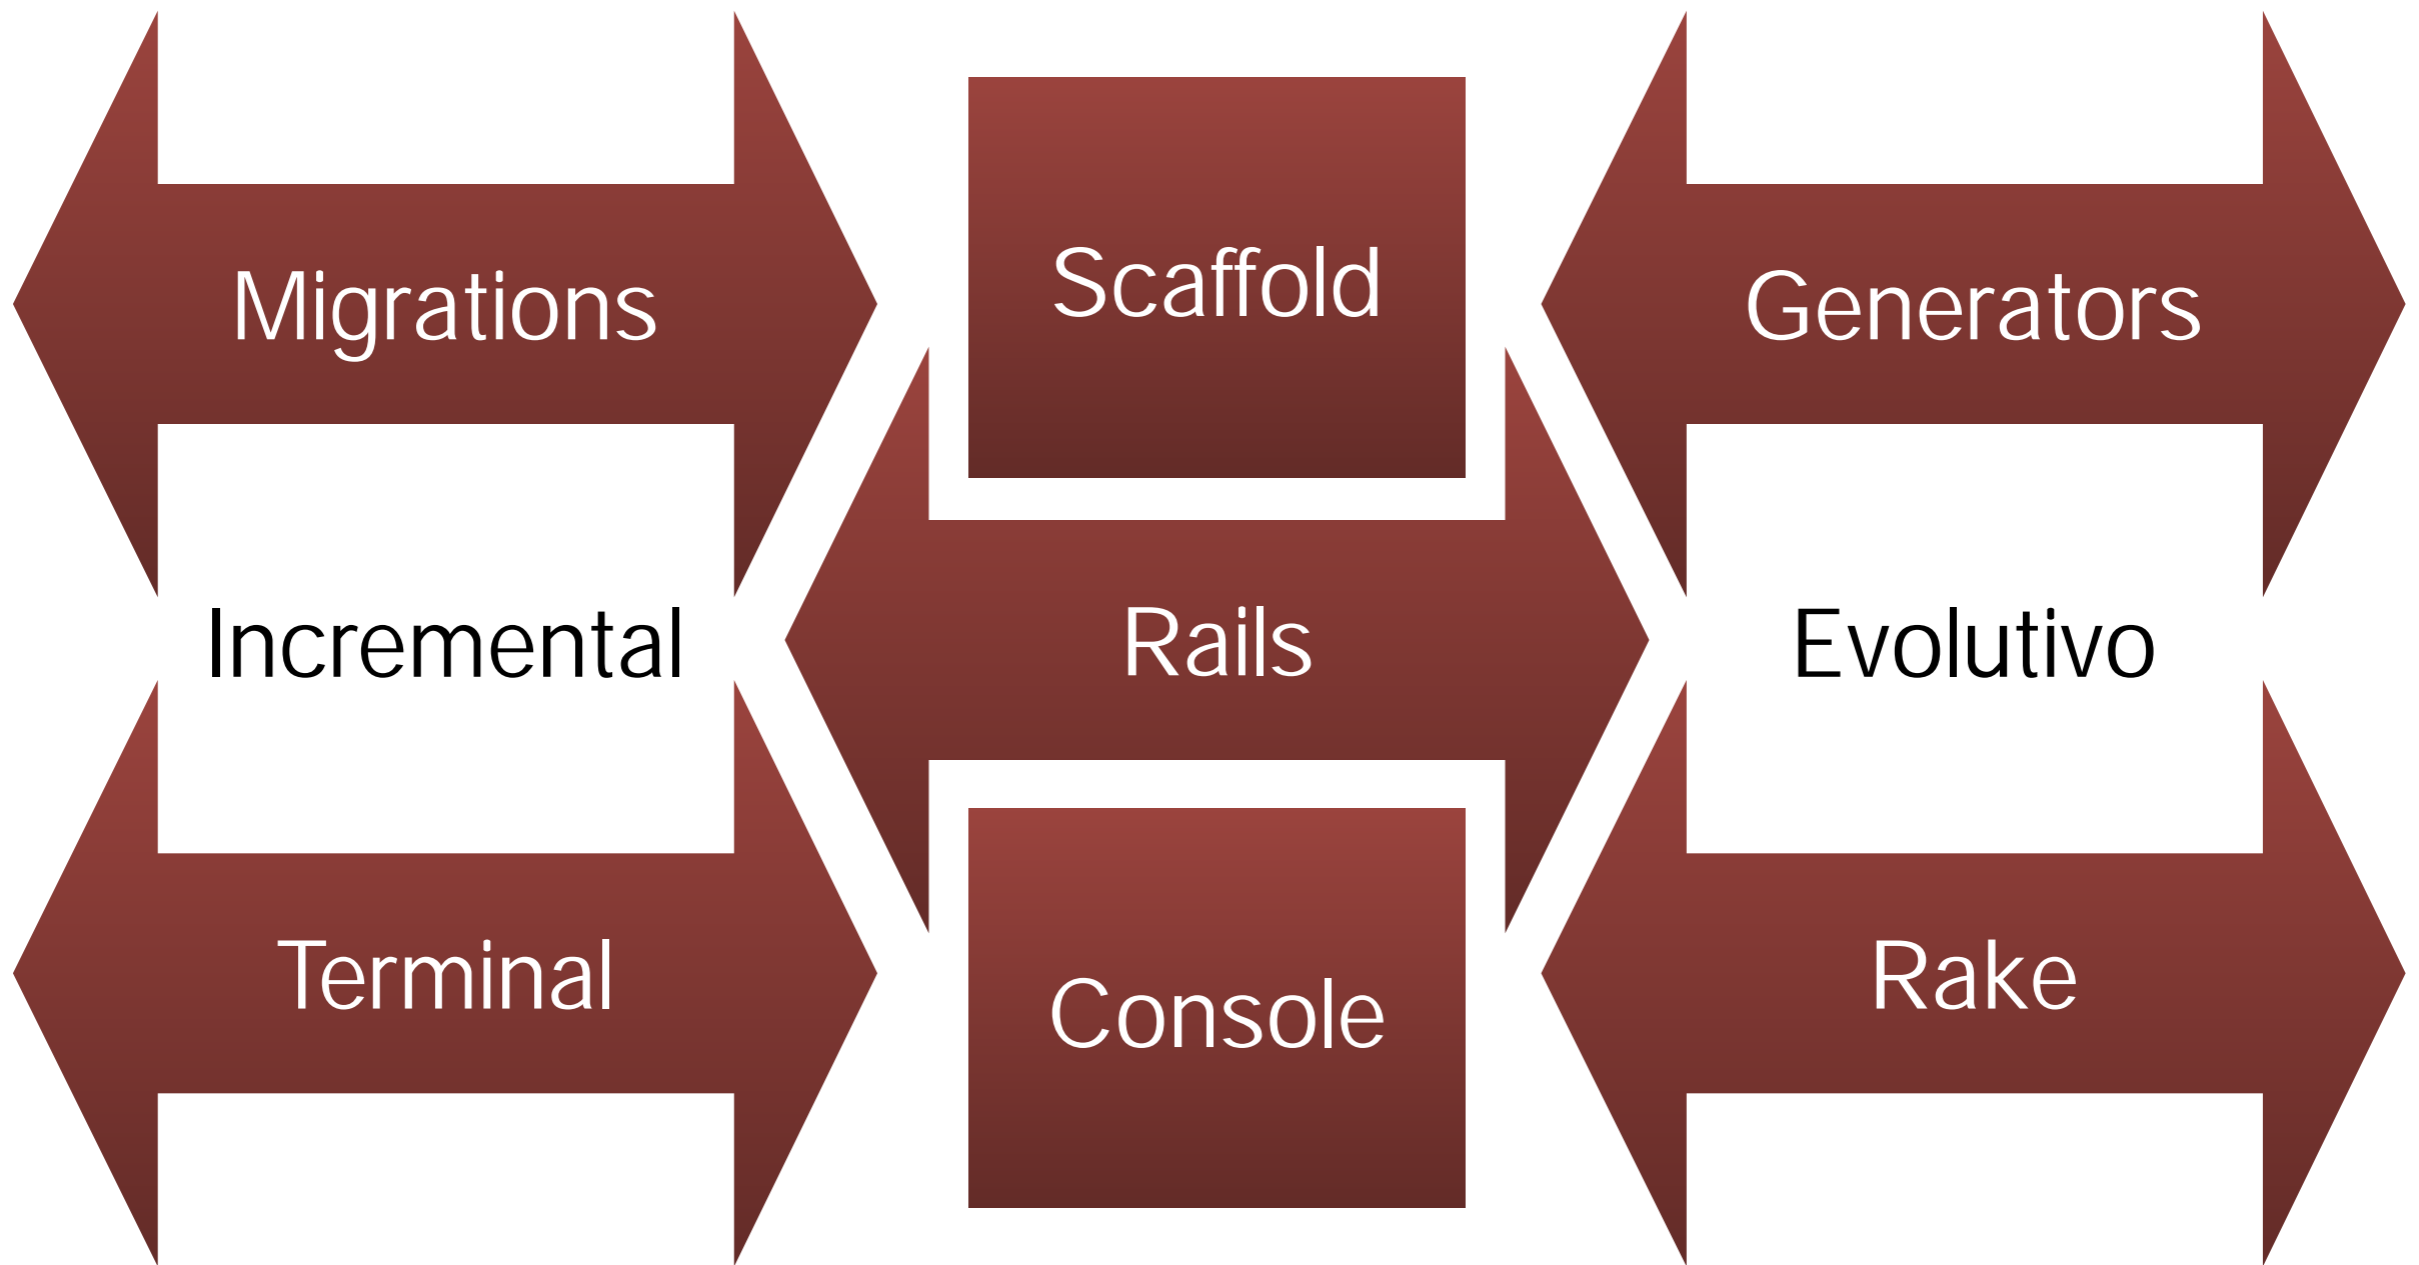 Migrations
Scaffold
Generators
Incremental
Rails
Evolutivo
Terminal
Console
Rake